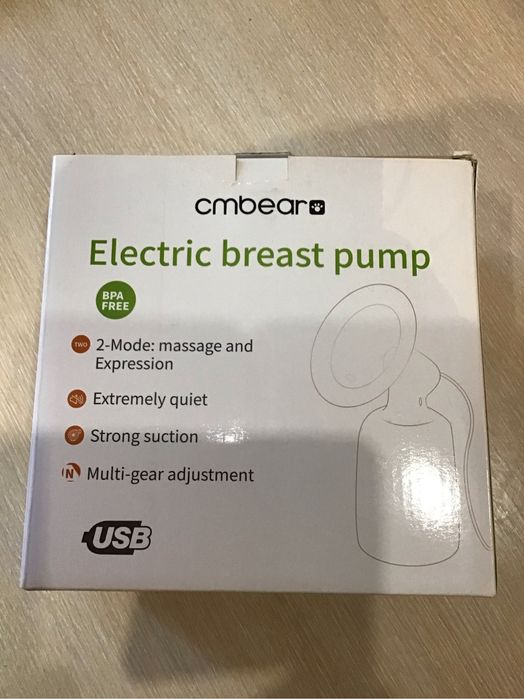 cmbear
Electric breast pump
BPA
FREE
TWO 2-Mode: massage and
Expression
Extremely quiet
Strong suction
N Multi-gear adjustment
USB